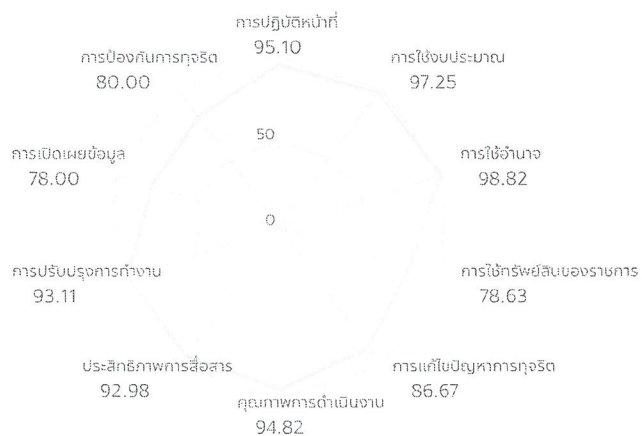 การปฏิบัติหน้าที่
95.10
การป้องกันการทุจริต
80.00
การใช้งบประมาณ
97.25
50
การเปิดเผยข้อมูล
78.00
การใช้อำนาจ
98.82
0
การปรับปรุงการทำงาน
93.11
การใช้ทรัพย์สินของราชการ
78.63
ประสิทธิภาพการสื่อสาร
92.98
การแก้ไขปัญหาการทุจริต
86.67
คุณภาพการดำเนินงาน
94.82